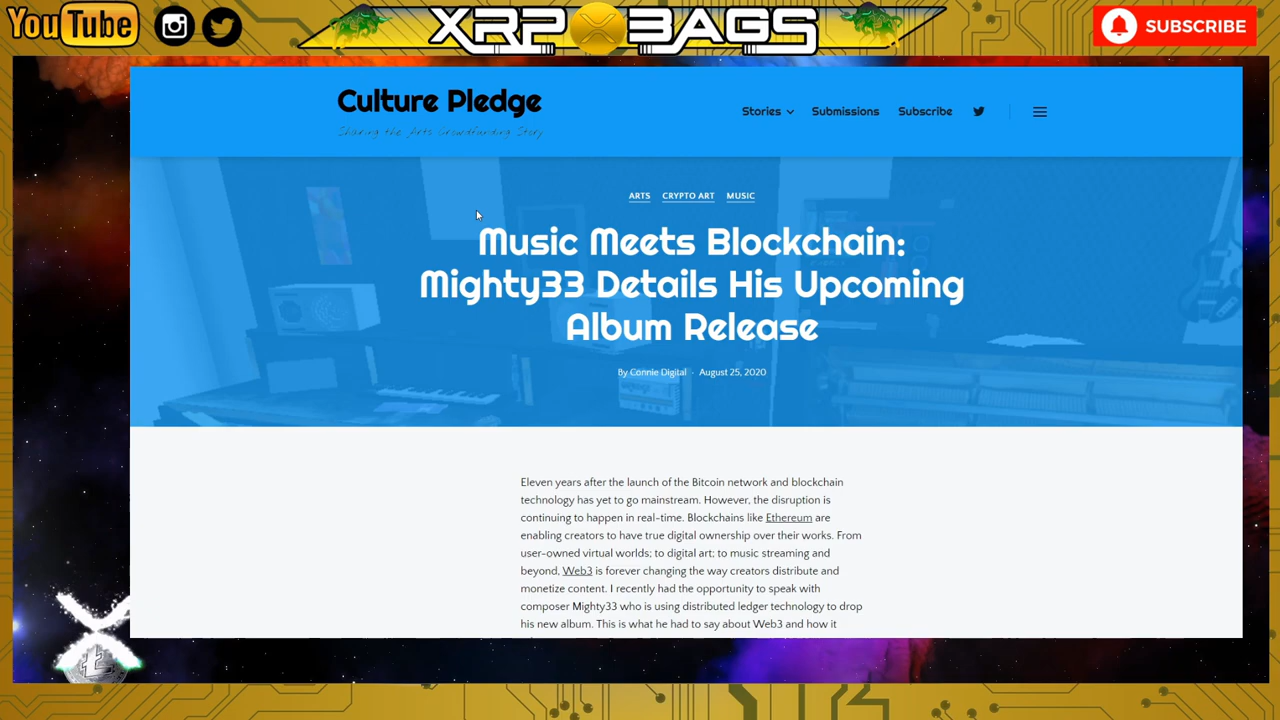 YouTube
XRP BAGS
SUBSCRIBE
Culture Pledge
Sharing the Arts Crowdfunding Story
Stories Submissions Subscribe
ARTS CRYPTO ART MUSIC
Music Meets Blockchain:
Mighty33 Details His Upcoming
Album Release
By Connie Digital · August 25, 2020
Eleven years after the launch of the Bitcoin network and blockchain
technology has yet to go mainstream. However, the disruption is
continuing to happen in real-time. Blockchains like Ethereum are
enabling creators to have true digital ownership over their works. From
user-owned virtual worlds; to digital art; to music streaming and
beyond, Web3 is forever changing the way creators distribute and
monetize content. I recently had the opportunity to speak with
composer Mighty33 who is using distributed ledger technology to drop
his new album. This is what he had to say about Web3 and how it